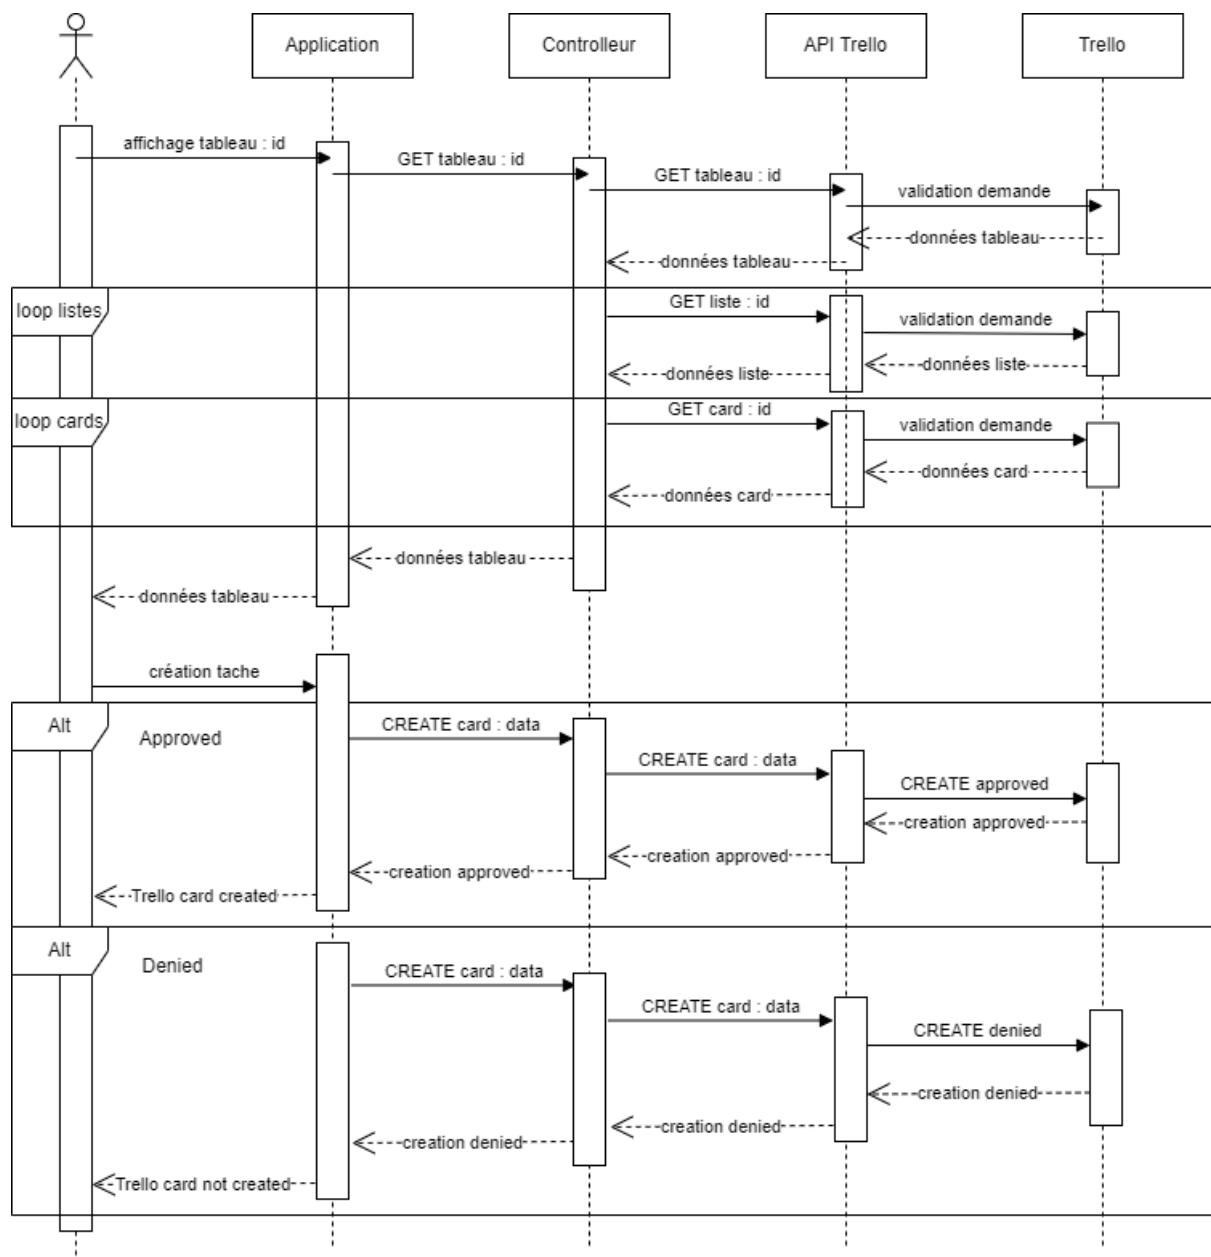 Application
Controlleur
API Trello
Trello
affichage tableau : id
GET tableau : id
GET tableau : id
validation demande
données tableau
données tableau
loop listes
GET liste : id
validation demande
données liste
données liste
loop cards
GET card : id
validation demande
données card
données card
données tableau
données tableau
création tache
Alt
Approved
CREATE card : data
CREATE card : data
CREATE approved
creation approved
creation approved
creation approved
Trello card created
Alt
Denied
CREATE card : data
CREATE card : data
CREATE denied
creation denied
creation denied
creation denied
Trello card not created